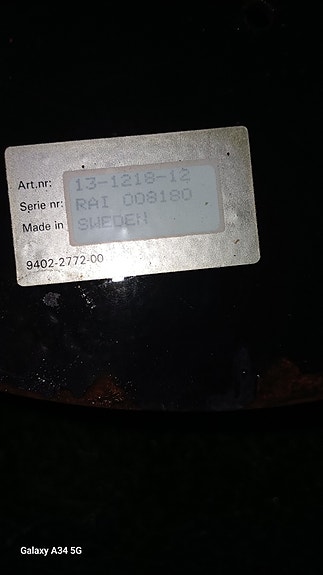 Art.nr: 13-1218-12
Serie nr: RAI 008180
Made in SWEDEN
9402-2772-00
Galaxy A34 5G